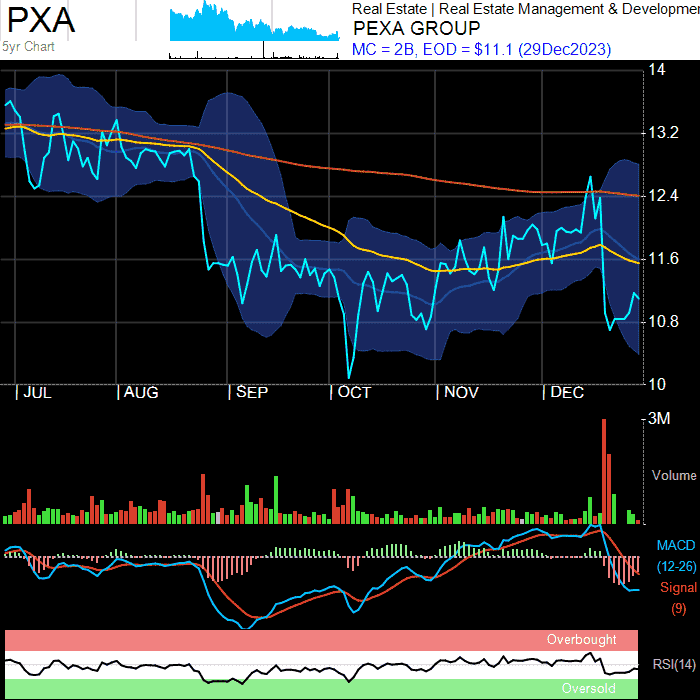 PXA
5yr Chart
Real Estate | Real Estate Management & Developmen
PEXA GROUP
MC = 2B, EOD = $11.1 (29Dec2023)
14
13.2
12.4
11.6
10.8
10
| JUL | AUG | SEP | OCT | NOV | DEC
3M
Volume
MACD
(12-26)
Signal
(9)
Overbought
RSI(14)
Oversold